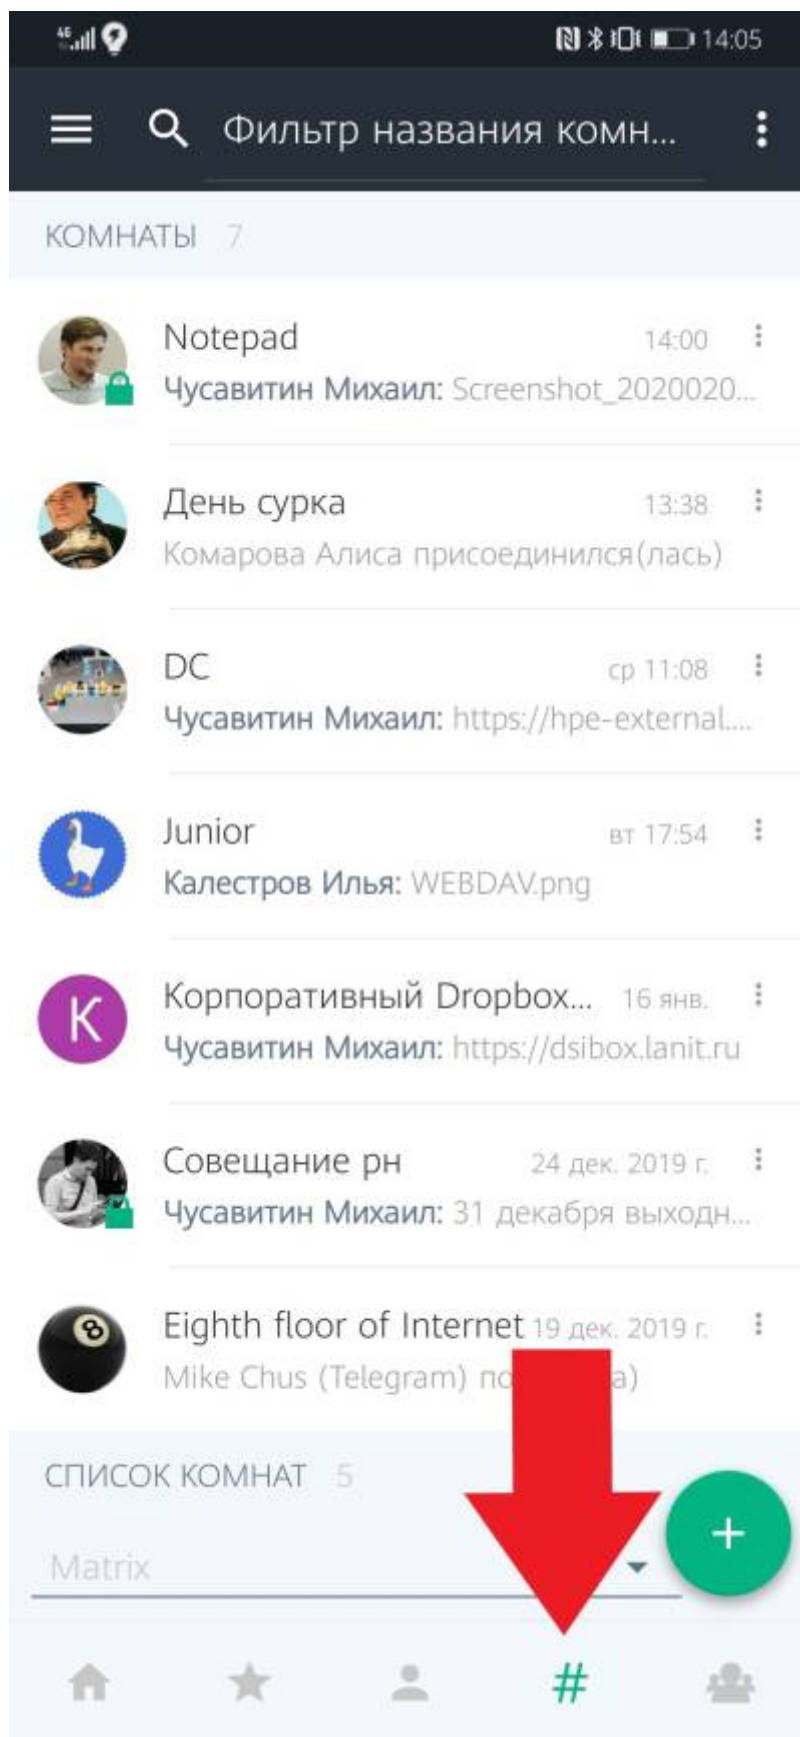 4G 14:05
Фильтр названия комн...
КОМНАТЫ 7
Notepad 14:00
Чусавитин Михаил: Screenshot_2020020...
День сурка 13:38
Комарова Алиса присоединился(лась)
DC ср 11:08
Чусавитин Михаил: https://hpe-external....
Junior вт 17:54
Калестров Илья: WEBDAV.png
К Корпоративный Dropbox... 16 янв.
Чусавитин Михаил: https://dsibox.lanit.ru
Совещание рн 24 дек. 2019 г.
Чусавитин Михаил: 31 декабря выходн...
8 Eighth floor of Internet 19 дек. 2019 г.
Mike Chus (Telegram)
СПИСОК КОМНАТ 5
Matrix
#